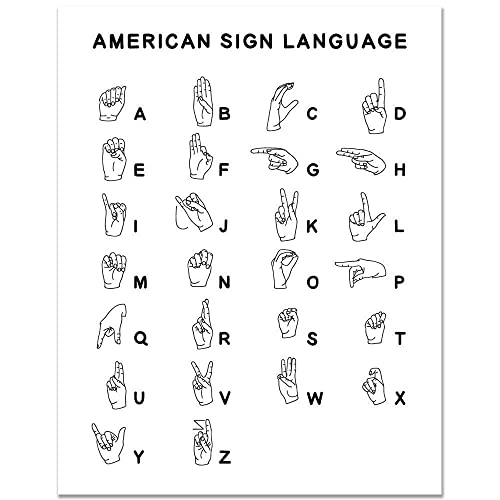 AMERICAN SIGN LANGUAGE
A B C D
E F G H
I J K L
M N O P
Q R S T
U V W X
Y Z